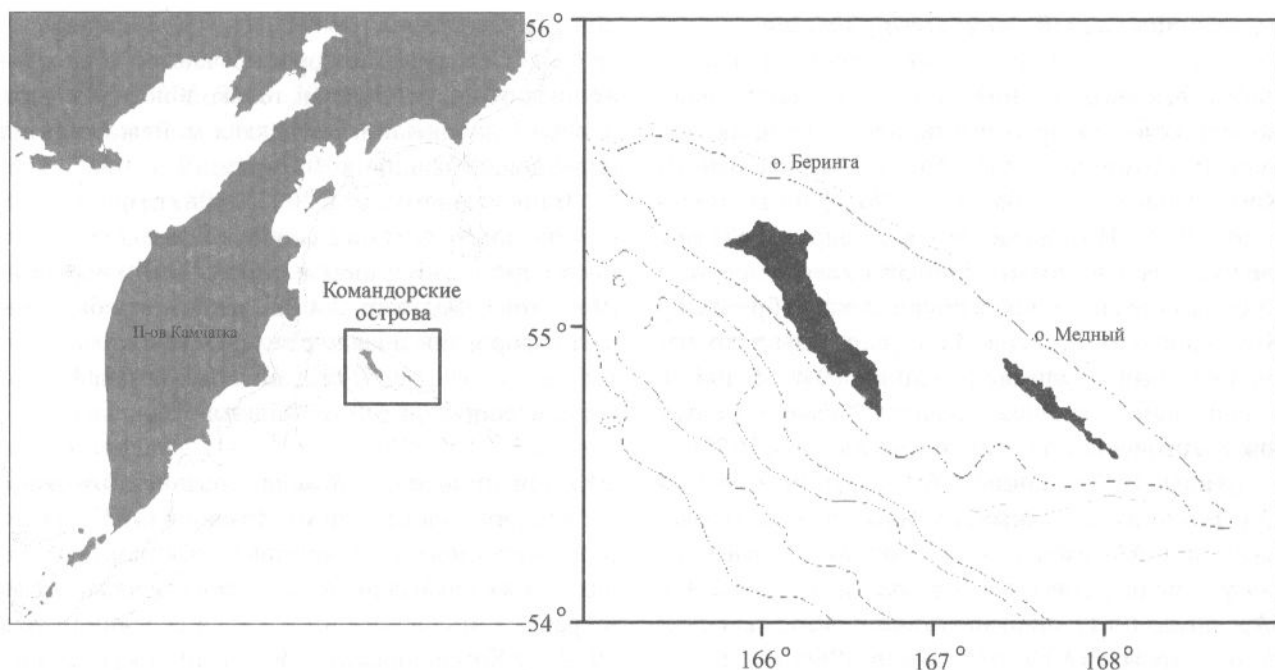 Командорские
острова
П-ов Камчатка
56°
55°
54°
о. Беринга
о. Медный
166°
167°
168°